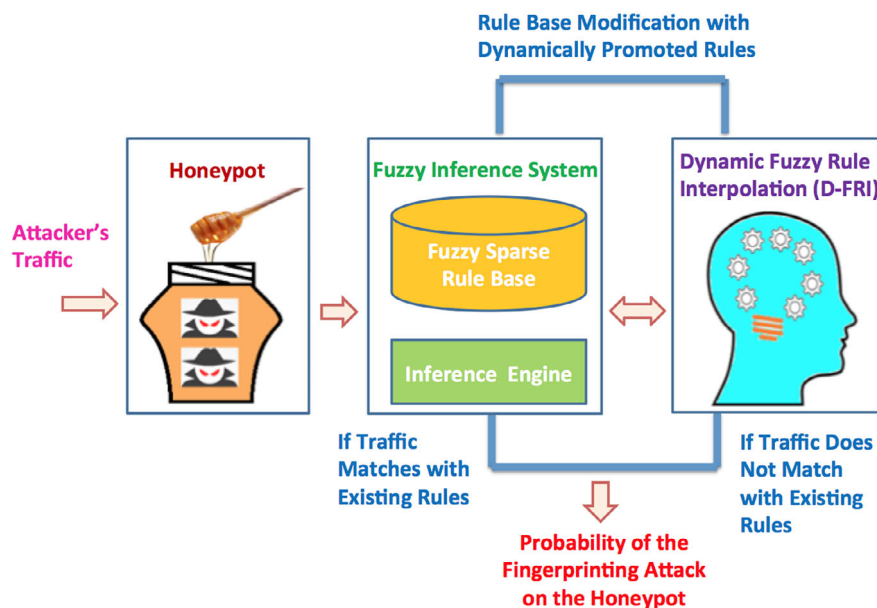 Rule Base Modification with
Dynamically Promoted Rules
Attacker's
Traffic
Honeypot
Fuzzy Inference System
Fuzzy Sparse
Rule Base
Inference Engine
Dynamic Fuzzy Rule
Interpolation (D-FRI)
If Traffic
Matches with
Existing Rules
If Traffic Does
Not Match
with Existing
Rules
Probability of the
Fingerprinting Attack
on the Honeypot